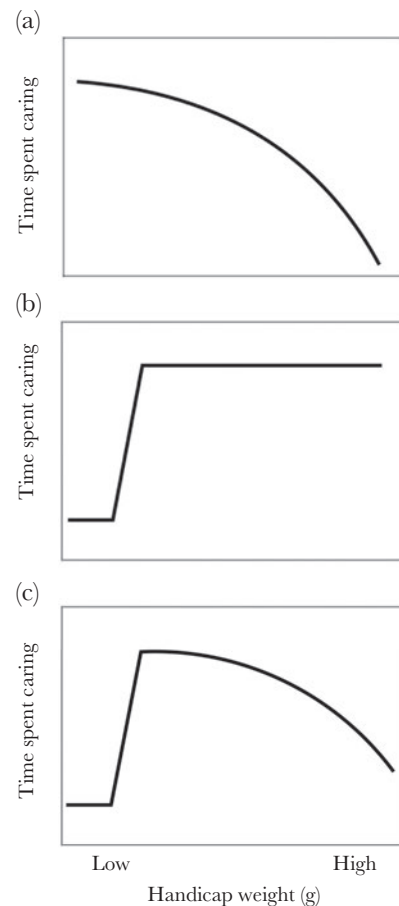 (a)
Time spent caring
(b)
Time spent caring
(c)
Time spent caring
Low High
Handicap weight (g)